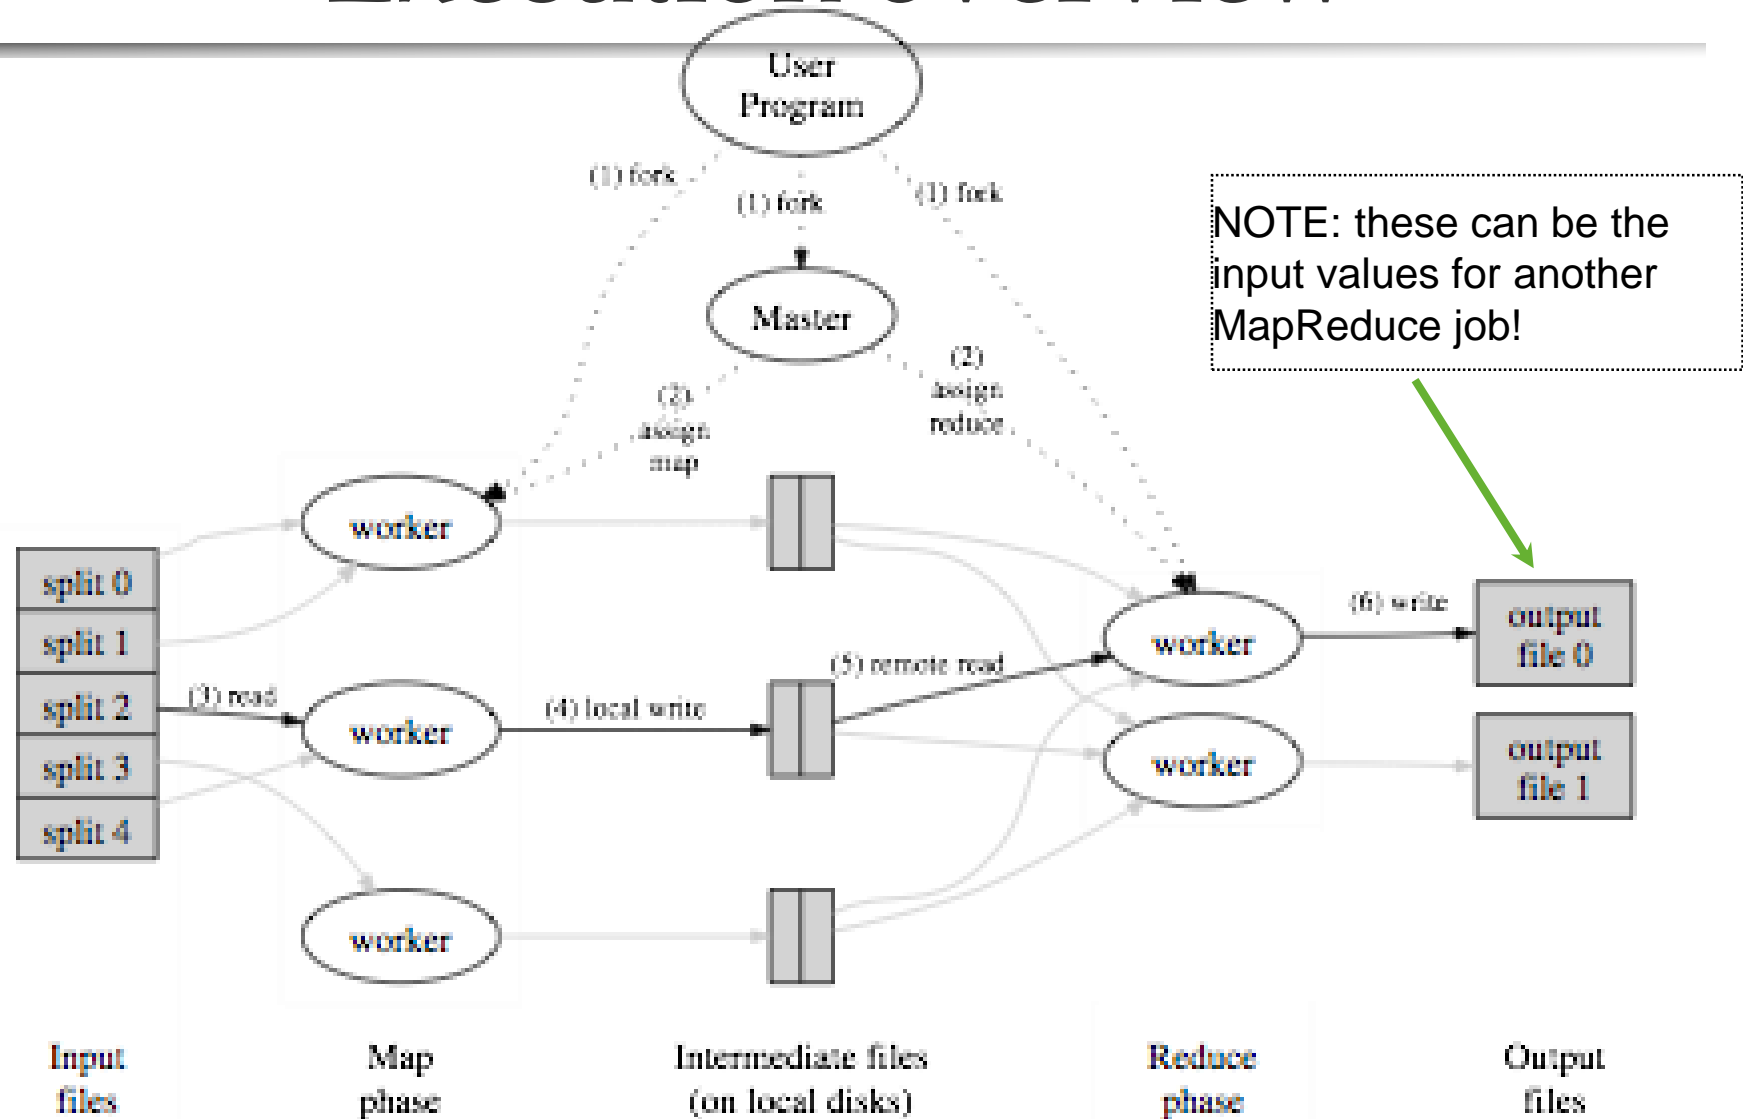 Execution overview
User
Program
(1) fork
(1) fork
(1) fork
NOTE: these can be the
input values for another
MapReduce job!
Master
(2)
assign
map
(2)
assign
reduce
worker
split 0
split 1
split 2
split 3
split 4
(3) read
worker
(4) local write
worker
(5) remote read
worker
(6) write
output
file 0
worker
output
file 1
Input
files
Map
phase
Intermediate files
(on local disks)
Reduce
phase
Output
files